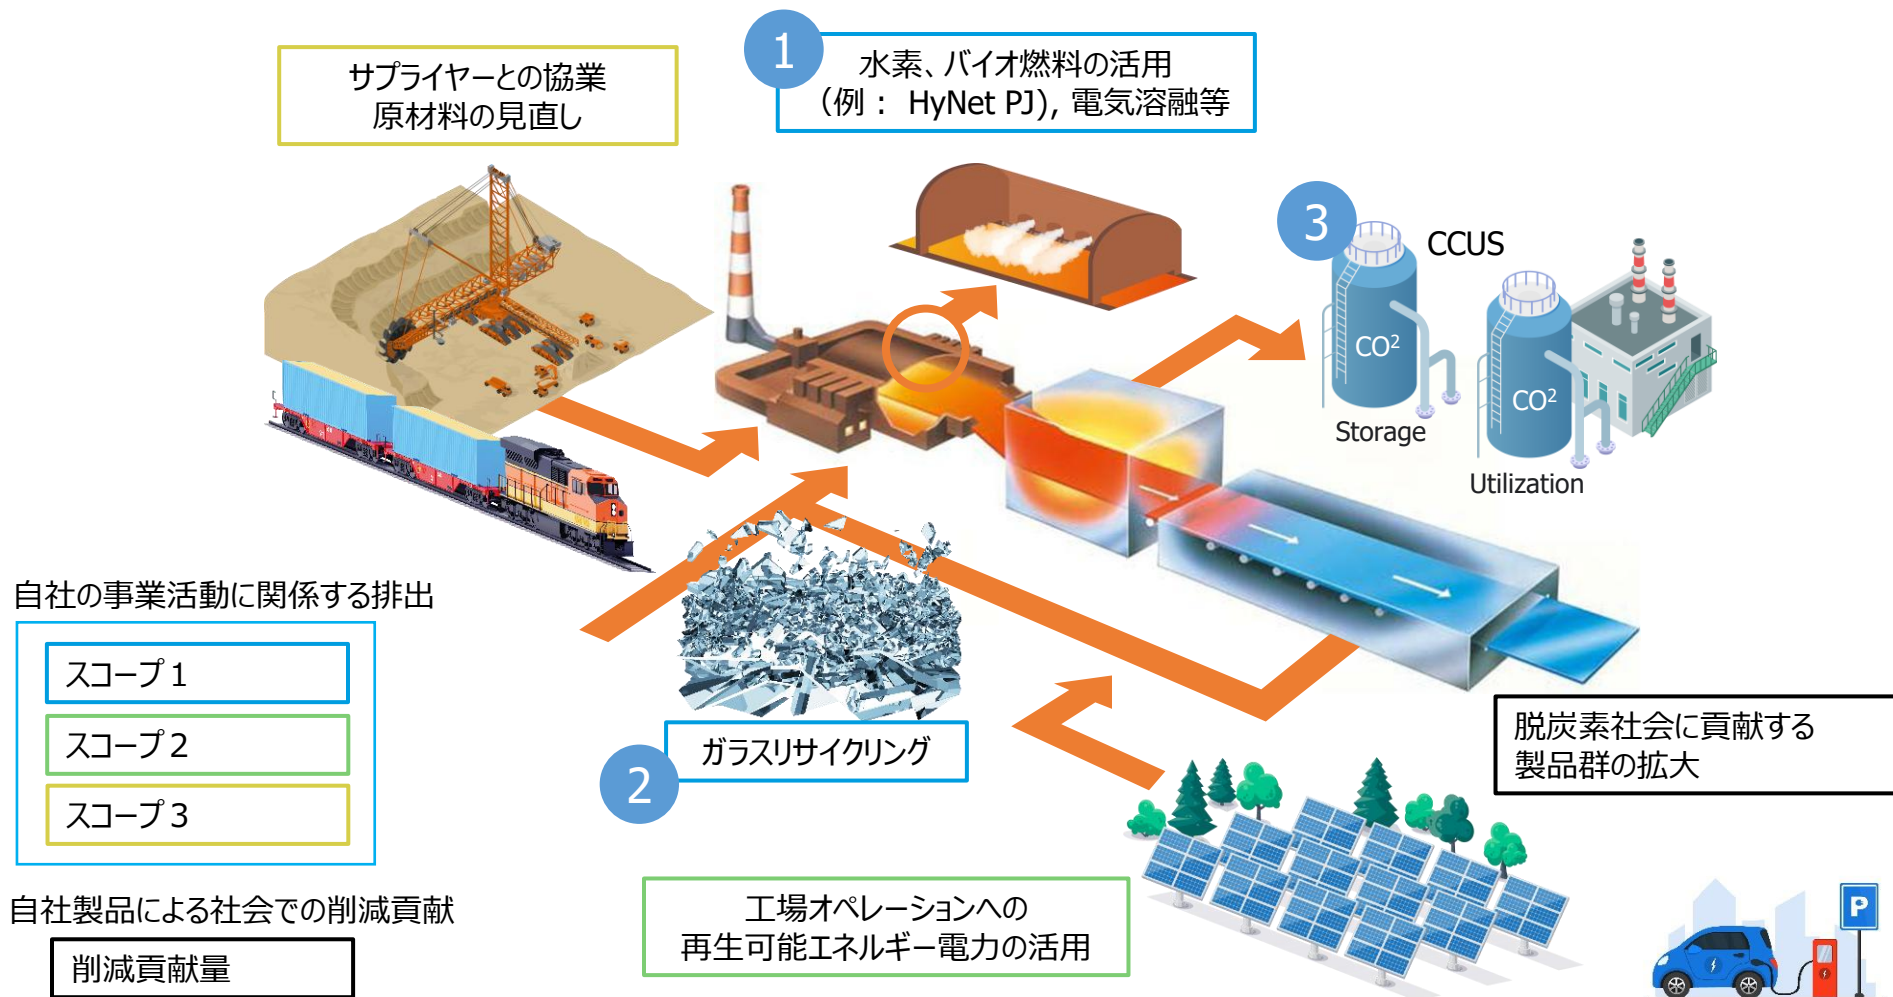 サプライヤーとの協業
原材料の見直し
1
水素、バイオ燃料の活用
(例： HyNet PJ), 電気溶融等
3
CCUS
CO²
CO²
Storage
Utilization
自社の事業活動に関係する排出
スコープ1
スコープ2
スコープ3
2
ガラスリサイクリング
脱炭素社会に貢献する
製品群の拡大
工場オペレーションへの
再生可能エネルギー電力の活用
自社製品による社会での削減貢献
削減貢献量
P